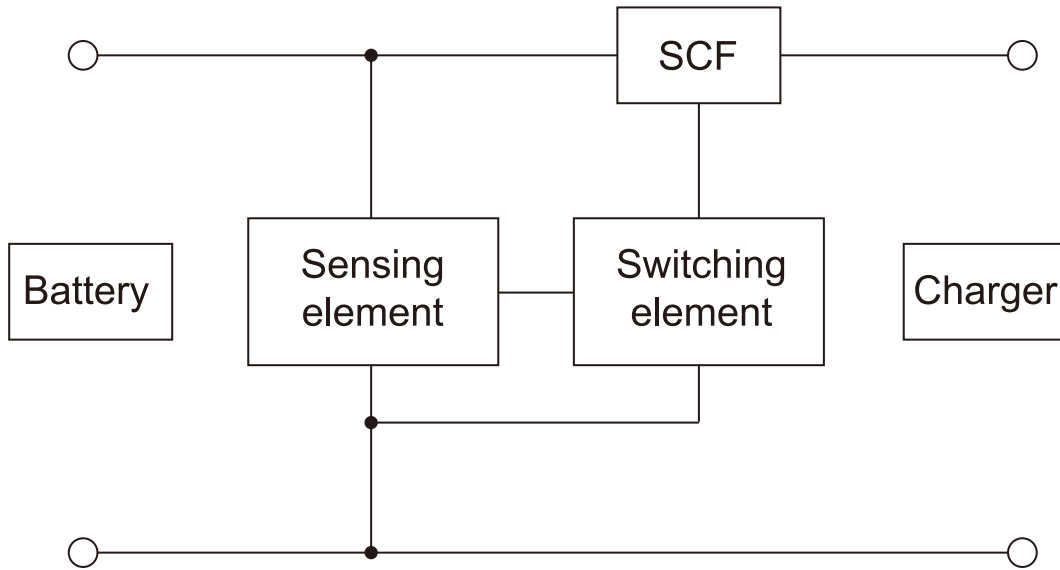 SCF
Battery
Sensing
element
Switching
element
Charger